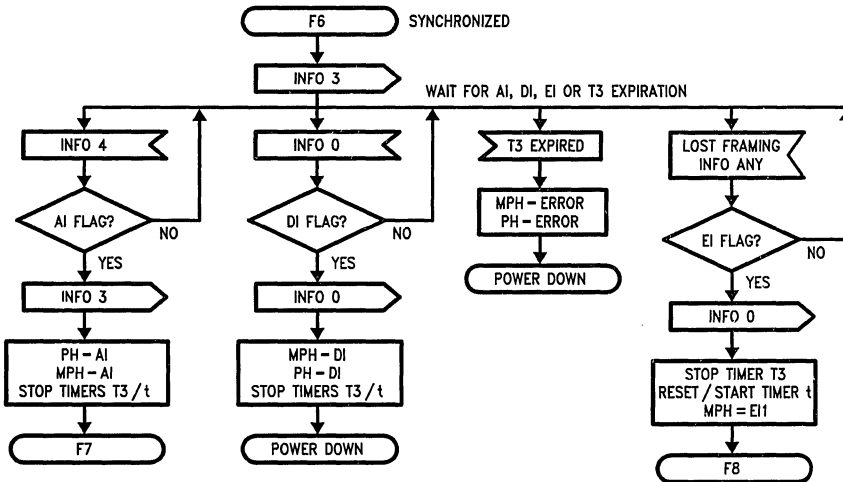 F6 SYNCHRONIZED
INFO 3
WAIT FOR AI, DI, EI OR T3 EXPIRATION
INFO 4
AI FLAG?
NO
YES
INFO 3
PH - AI
MPH - AI
STOP TIMERS T3/t
F7
INFO 0
DI FLAG?
NO
YES
INFO 0
MPH - DI
PH - DI
STOP TIMERS T3/t
POWER DOWN
T3 EXPIRED
MPH - ERROR
PH - ERROR
POWER DOWN
LOST FRAMING
INFO ANY
EI FLAG?
NO
YES
INFO 0
STOP TIMER T3
RESET/START TIMER t
MPH = EI1
F8